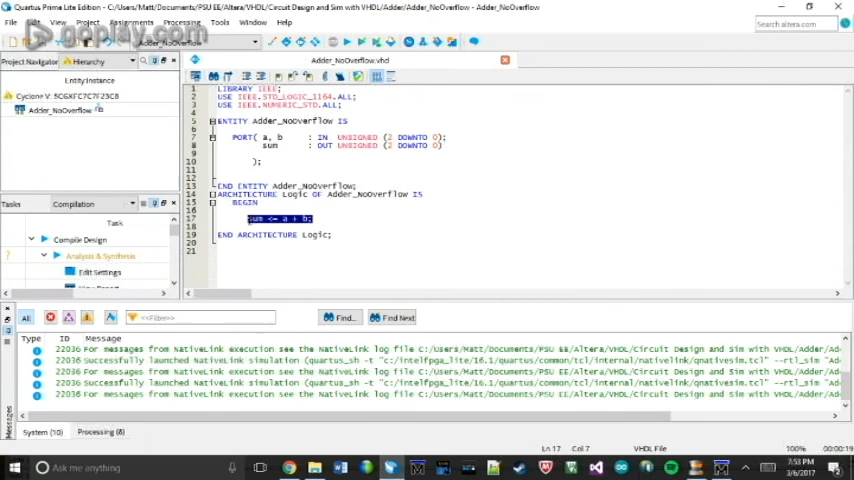 Quartus Prime Lite Edition - C:/Users/Matt/Documents/PSU EE/Altera/VHDL/Circuit Design and Sim with VHDL/Adder/Adder_NoOverflow - Adder_NoOverflow
File Edit View Project Assignments Processing Tools Window Help
Search altera.com
goplay.com
Adder_NoOverflow
Project Navigator Hierarchy
Adder_NoOverflow.vhd
Entity:Instance
Cyclone V: 5CGXFC7C7F23C8
Adder_NoOverflow
1 LIBRARY IEEE;
2 USE IEEE.STD_LOGIC_1164.ALL;
3 USE IEEE.NUMERIC_STD.ALL;
4
5 ENTITY Adder_NoOverflow IS
6
7 PORT( a, b : IN UNSIGNED (2 DOWNTO 0);
8 sum : OUT UNSIGNED (2 DOWNTO 0)
9
10 );
11
12
13 END ENTITY Adder_NoOverflow;
14 ARCHITECTURE Logic OF Adder_NoOverflow IS
15 BEGIN
16
17 sum <= a + b;
18
19 END ARCHITECTURE Logic;
20
21
Tasks Compilation
Task
Compile Design
Analysis & Synthesis
Edit Settings
All
<<Filter>>
Find...
Find Next
Type ID Message
22036 For messages from NativeLink execution see the NativeLink log file C:/Users/Matt/Documents/PSU EE/Altera/VHDL/Circuit Design and Sim with VHDL/Adder/Add
22036 Successfully launched NativeLink simulation (quartus_sh -t "c:/intelfpga_lite/16.1/quartus/common/tcl/internal/nativelink/qnativesim.tcl" --rtl_sim "Ad
22036 For messages from NativeLink execution see the NativeLink log file C:/Users/Matt/Documents/PSU EE/Altera/VHDL/Circuit Design and Sim with VHDL/Adder/Add
22036 Successfully launched NativeLink simulation (quartus_sh -t "c:/intelfpga_lite/16.1/quartus/common/tcl/internal/nativelink/qnativesim.tcl" --rtl_sim "Ad
22036 For messages from NativeLink execution see the NativeLink log file C:/Users/Matt/Documents/PSU EE/Altera/VHDL/Circuit Design and Sim with VHDL/Adder/Add
Messages
System (10) Processing (8)
Ln 17 Col 7 VHDL File 100% 00:00:19
Ask me anything
7:53 PM
3/6/2017